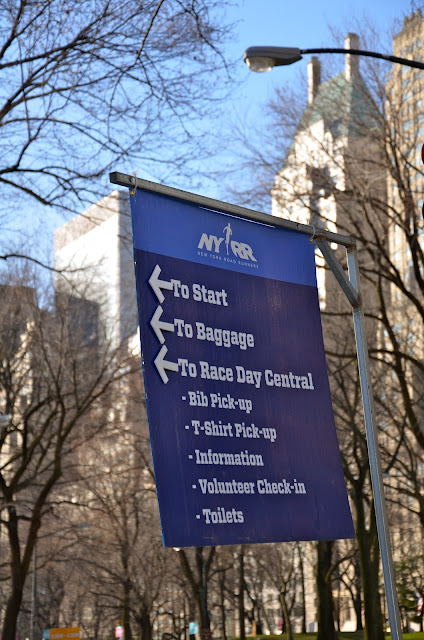 NYRR
NEW YORK ROAD RUNNERS
To Start
To Baggage
To Race Day Central
- Bib Pick-up
- T-Shirt Pick-up
- Information
- Volunteer Check-in
- Toilets